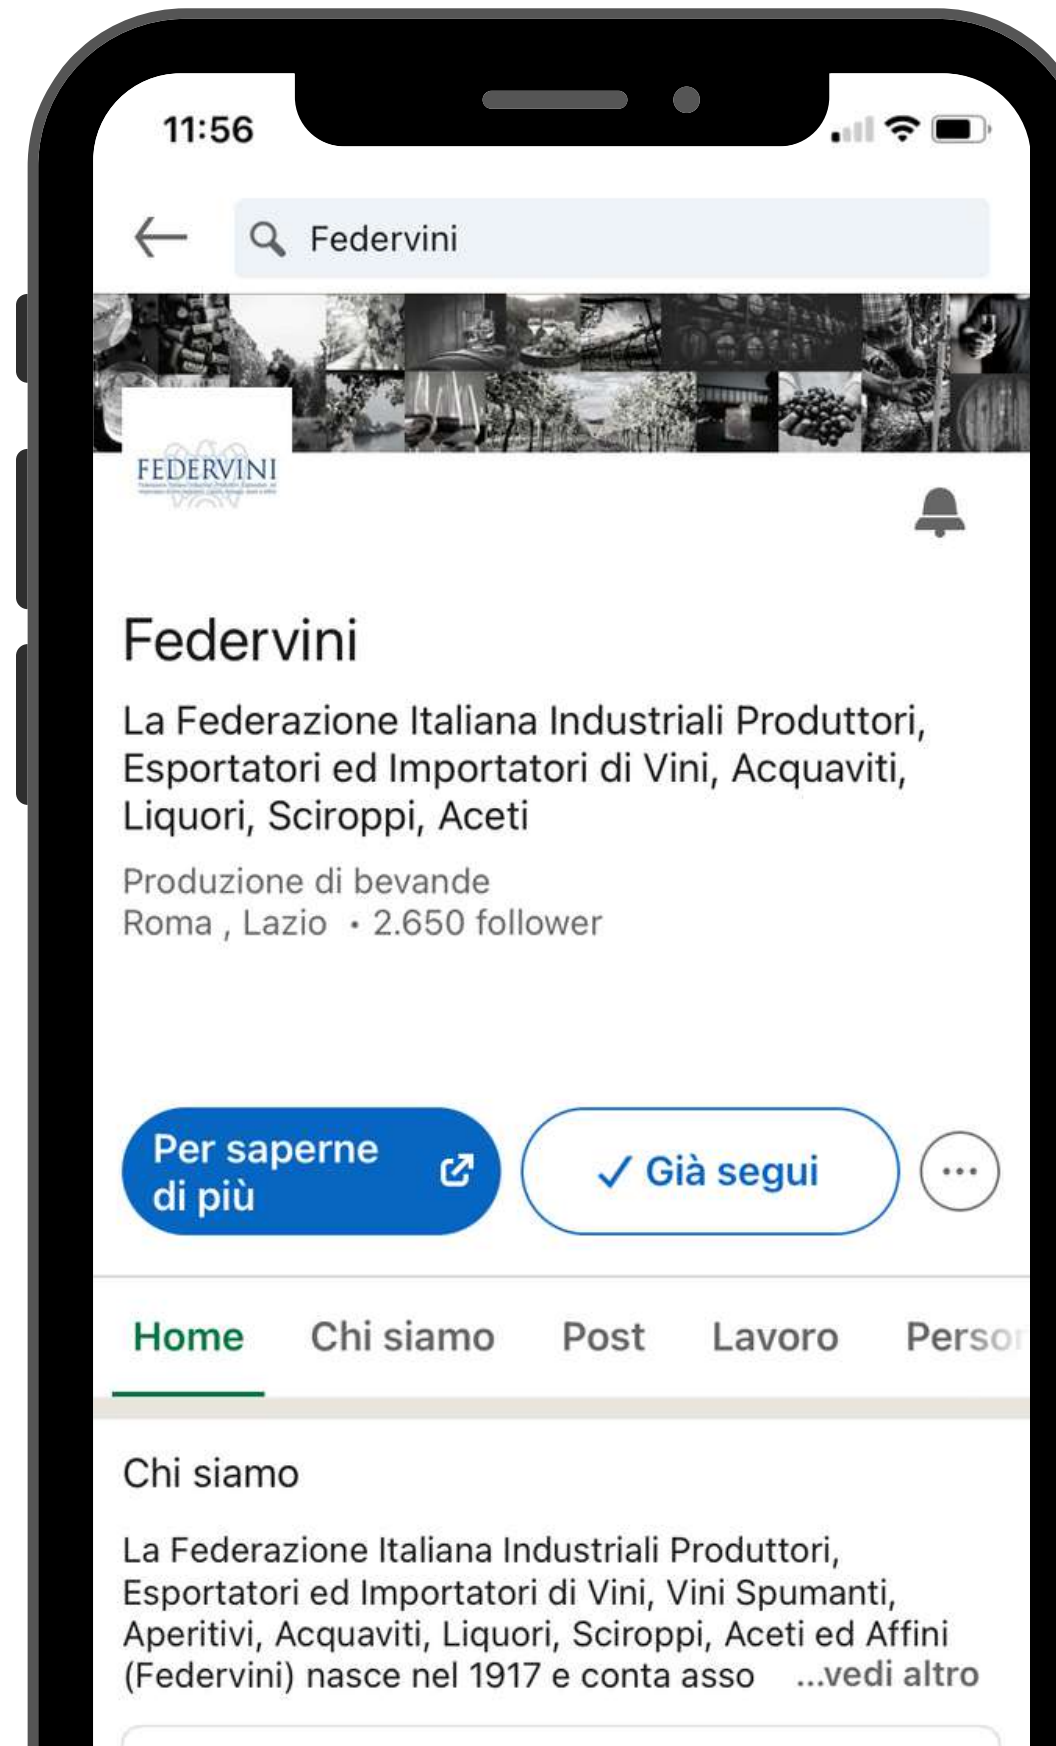 11:56
Federvini
FEDERVINI
Federvini
La Federazione Italiana Industriali Produttori,
Esportatori ed Importatori di Vini, Acquaviti,
Liquori, Sciroppi, Aceti
Produzione di bevande
Roma , Lazio • 2.650 follower
Per saperne
di più
✓ Già segui
Home Chi siamo Post Lavoro Perso
Chi siamo
La Federazione Italiana Industriali Produttori,
Esportatori ed Importatori di Vini, Vini Spumanti,
Aperitivi, Acquaviti, Liquori, Sciroppi, Aceti ed Affini
(Federvini) nasce nel 1917 e conta asso ...vedi altro